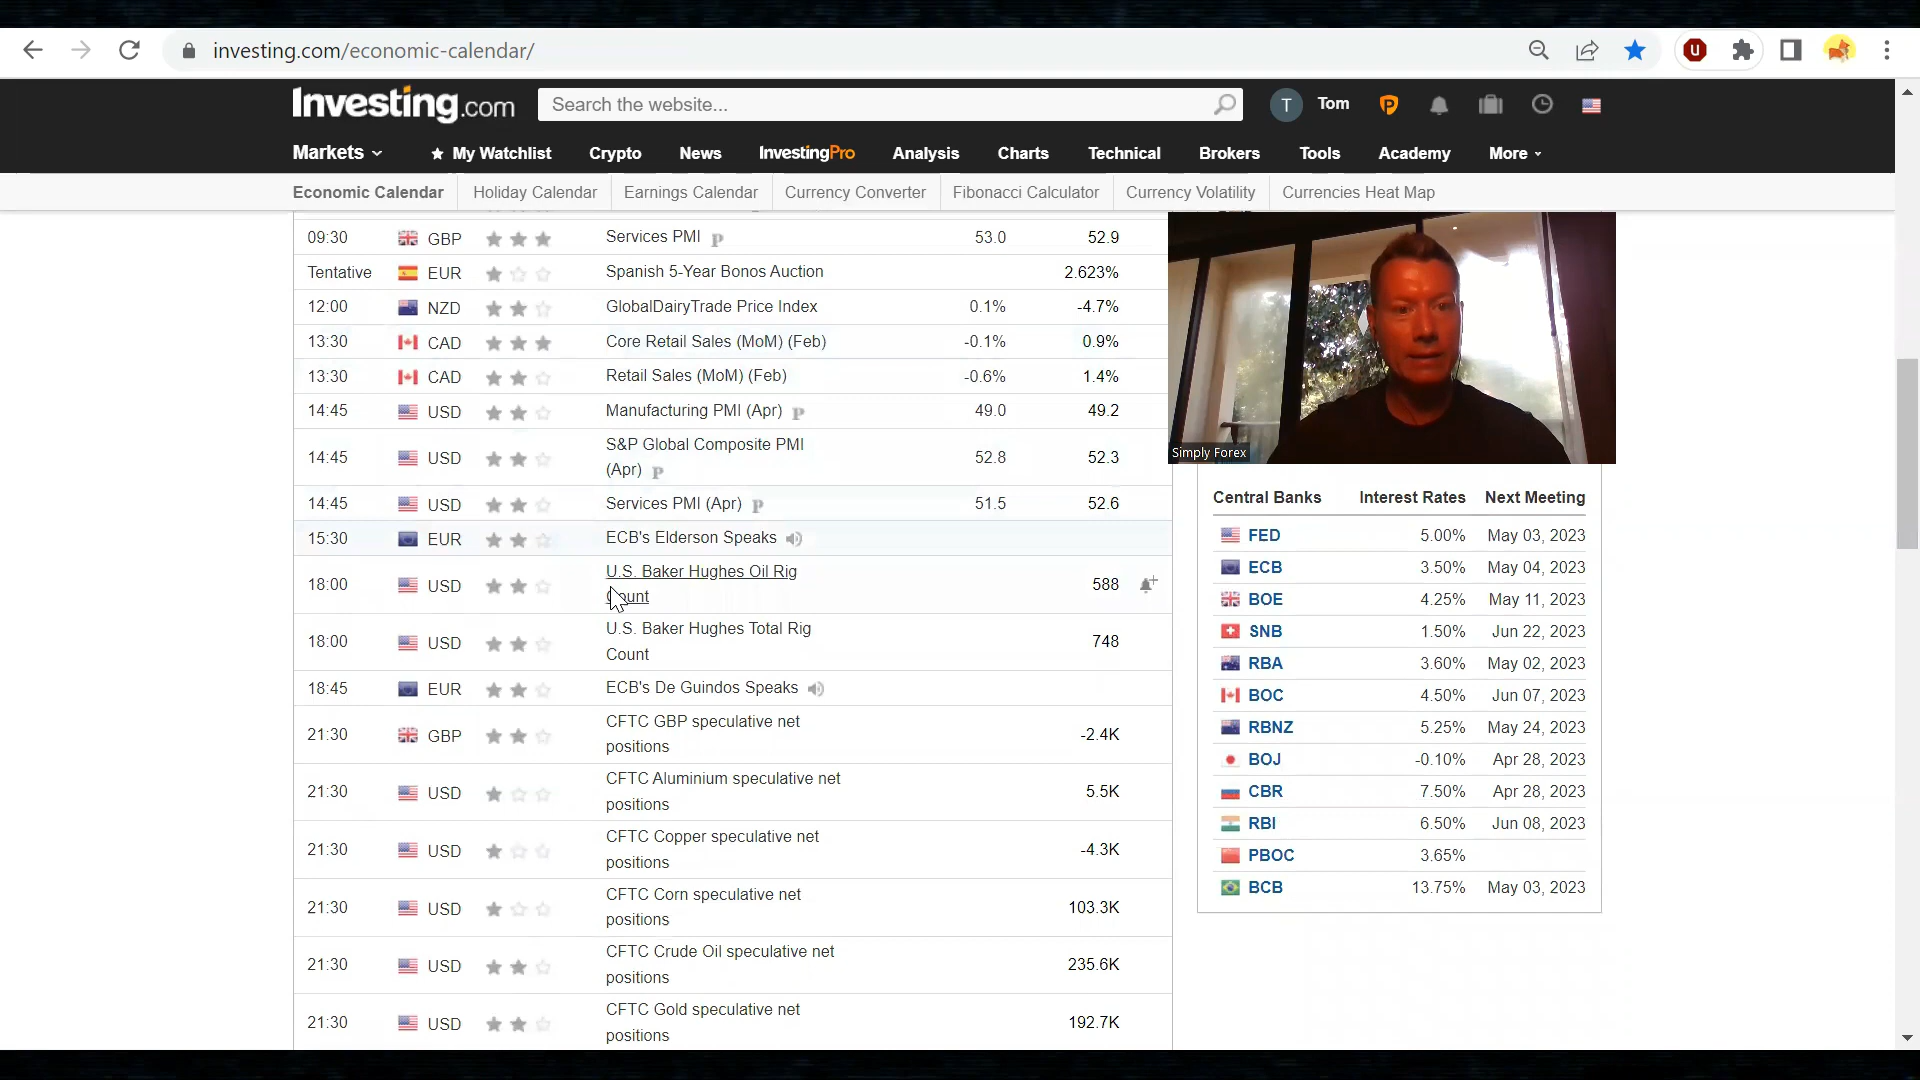 investing.com/economic-calendar/
Investing.com
Search the website...
T
Tom
Markets
My Watchlist
Crypto
News
InvestingPro
Analysis
Charts
Technical
Brokers
Tools
Academy
More
Economic Calendar
Holiday Calendar
Earnings Calendar
Currency Converter
Fibonacci Calculator
Currency Volatility
Currencies Heat Map
09:30 GBP Services PMI P 53.0 52.9
Tentative EUR Spanish 5-Year Bonos Auction 2.623%
12:00 NZD GlobalDairyTrade Price Index 0.1% -4.7%
13:30 CAD Core Retail Sales (MoM) (Feb) -0.1% 0.9%
13:30 CAD Retail Sales (MoM) (Feb) -0.6% 1.4%
14:45 USD Manufacturing PMI (Apr) P 49.0 49.2
S&P Global Composite PMI
14:45 USD (Apr) P 52.8 52.3
14:45 USD Services PMI (Apr) P 51.5 52.6
15:30 EUR ECB's Elderson Speaks
U.S. Baker Hughes Oil Rig
18:00 USD Count 588
U.S. Baker Hughes Total Rig
18:00 USD Count 748
18:45 EUR ECB's De Guindos Speaks
CFTC GBP speculative net
21:30 GBP positions -2.4K
CFTC Aluminium speculative net
21:30 USD positions 5.5K
CFTC Copper speculative net
21:30 USD positions -4.3K
CFTC Corn speculative net
21:30 USD positions 103.3K
CFTC Crude Oil speculative net
21:30 USD positions 235.6K
CFTC Gold speculative net
21:30 USD positions 192.7K
Simply Forex
Central Banks Interest Rates Next Meeting
FED 5.00% May 03, 2023
ECB 3.50% May 04, 2023
BOE 4.25% May 11, 2023
SNB 1.50% Jun 22, 2023
RBA 3.60% May 02, 2023
BOC 4.50% Jun 07, 2023
RBNZ 5.25% May 24, 2023
BOJ -0.10% Apr 28, 2023
CBR 7.50% Apr 28, 2023
RBI 6.50% Jun 08, 2023
PBOC 3.65%
BCB 13.75% May 03, 2023